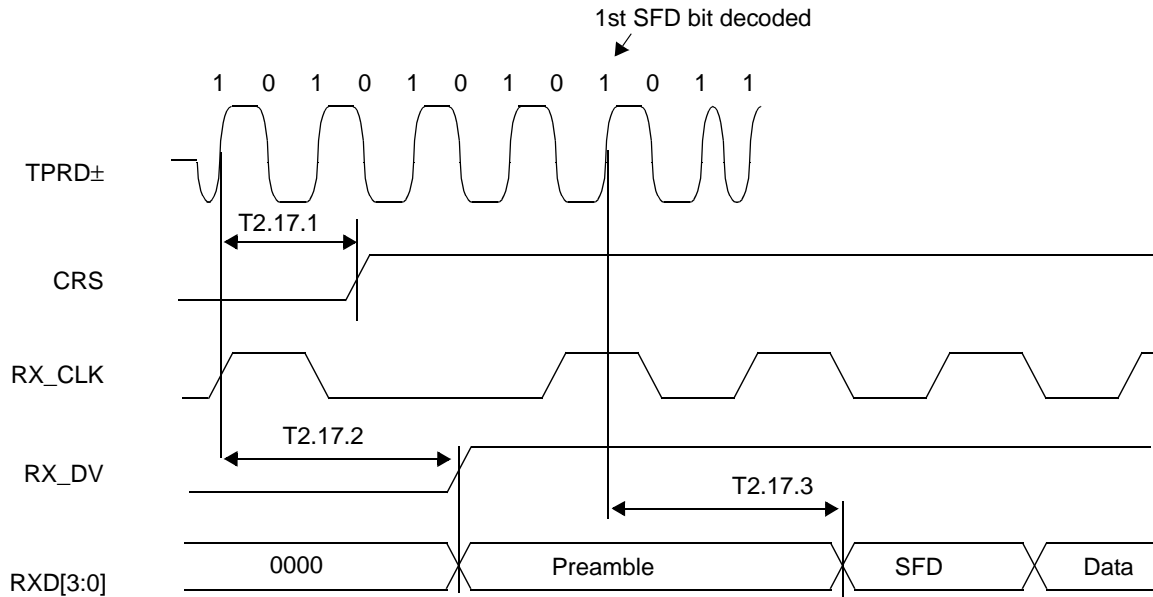 1st SFD bit decoded
1 0 1 0 1 0 1 0 1 0 1 1
TPRD±
T2.17.1
CRS
RX_CLK
T2.17.2
RX_DV
T2.17.3
RXD[3:0] 0000 Preamble SFD Data